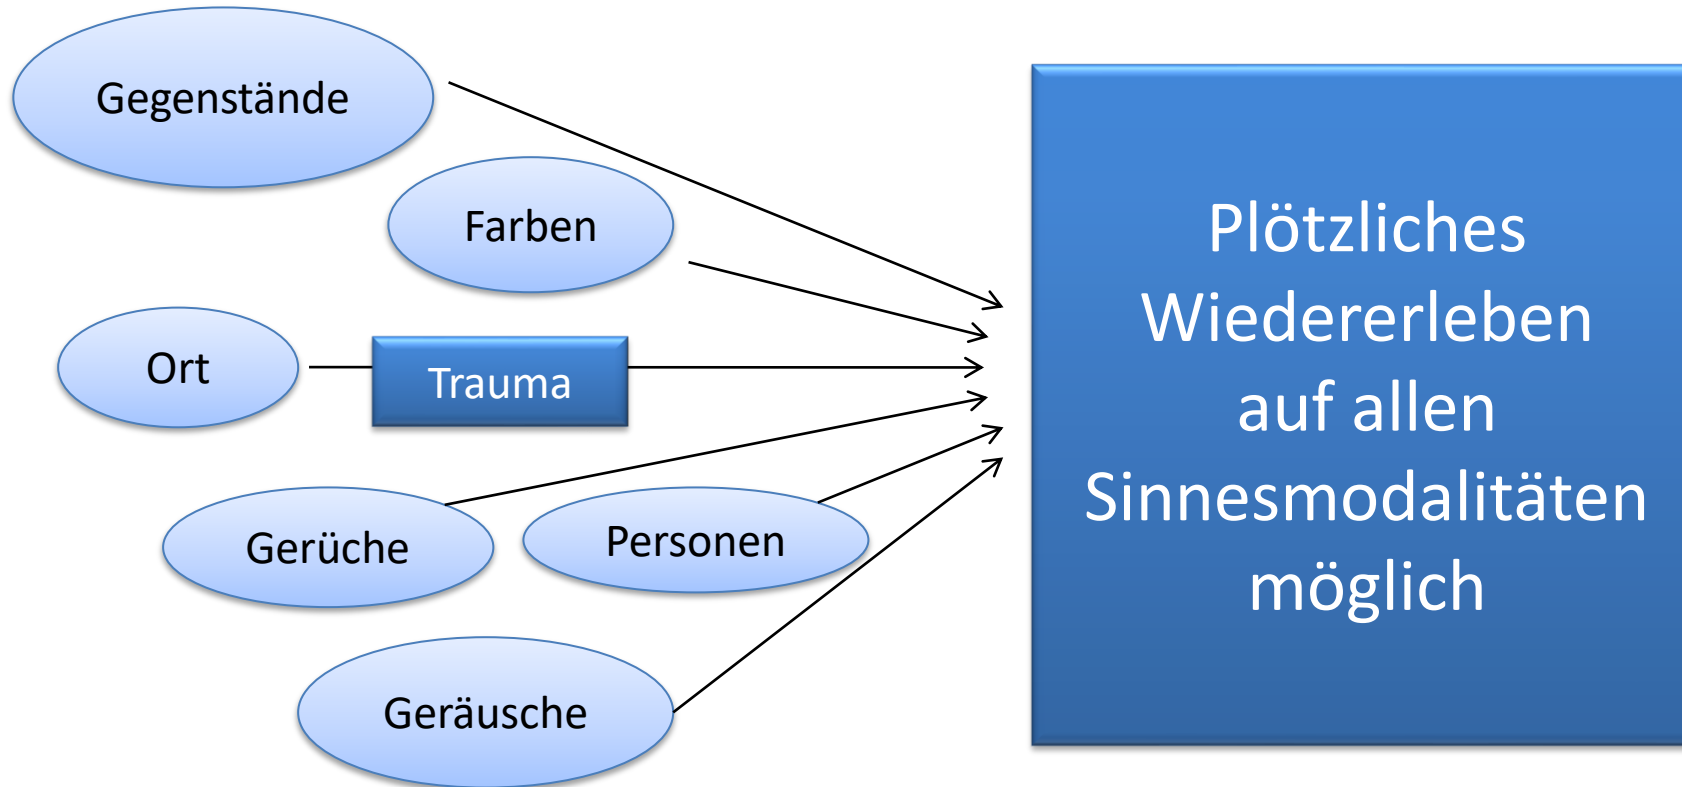 Gegenstände
Farben
Ort
Trauma
Gerüche
Personen
Geräusche
Plötzliches
Wiedererleben
auf allen
Sinnesmodalitäten
möglich